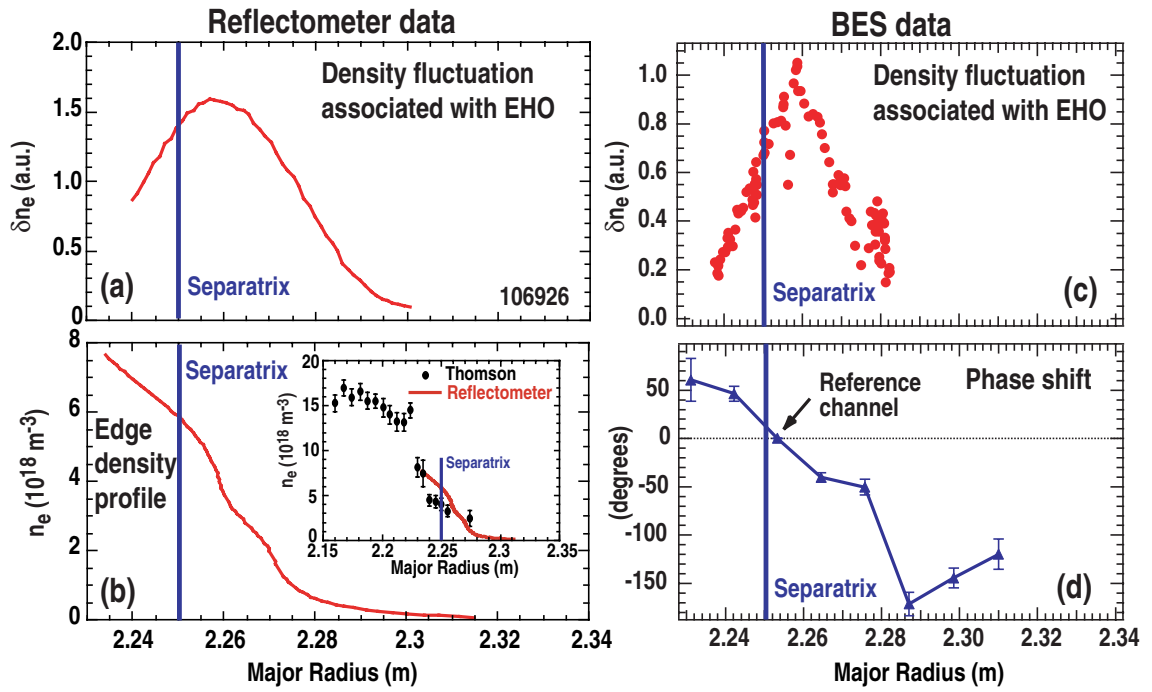 Reflectometer data
BES data
2.0
1.5
1.0
0.5
0
δne (a.u.)
Density fluctuation
associated with EHO
(a)
Separatrix
106926
1.0
0.8
0.6
0.4
0.2
0.0
δne (a.u.)
Density fluctuation
associated with EHO
Separatrix
(c)
8
6
4
2
0
ne (10^18 m^-3)
Separatrix
Edge
density
profile
(b)
20
15
10
5
0
ne (10^18 m^-3)
Thomson
Reflectometer
Separatrix
2.15
2.2
2.25
2.3
2.35
Major Radius (m)
2.24
2.26
2.28
2.3
2.32
2.34
Major Radius (m)
50
0
-50
-100
-150
(degrees)
Reference
channel
Phase shift
Separatrix
(d)
2.24
2.26
2.28
2.30
2.32
2.34
Major Radius (m)